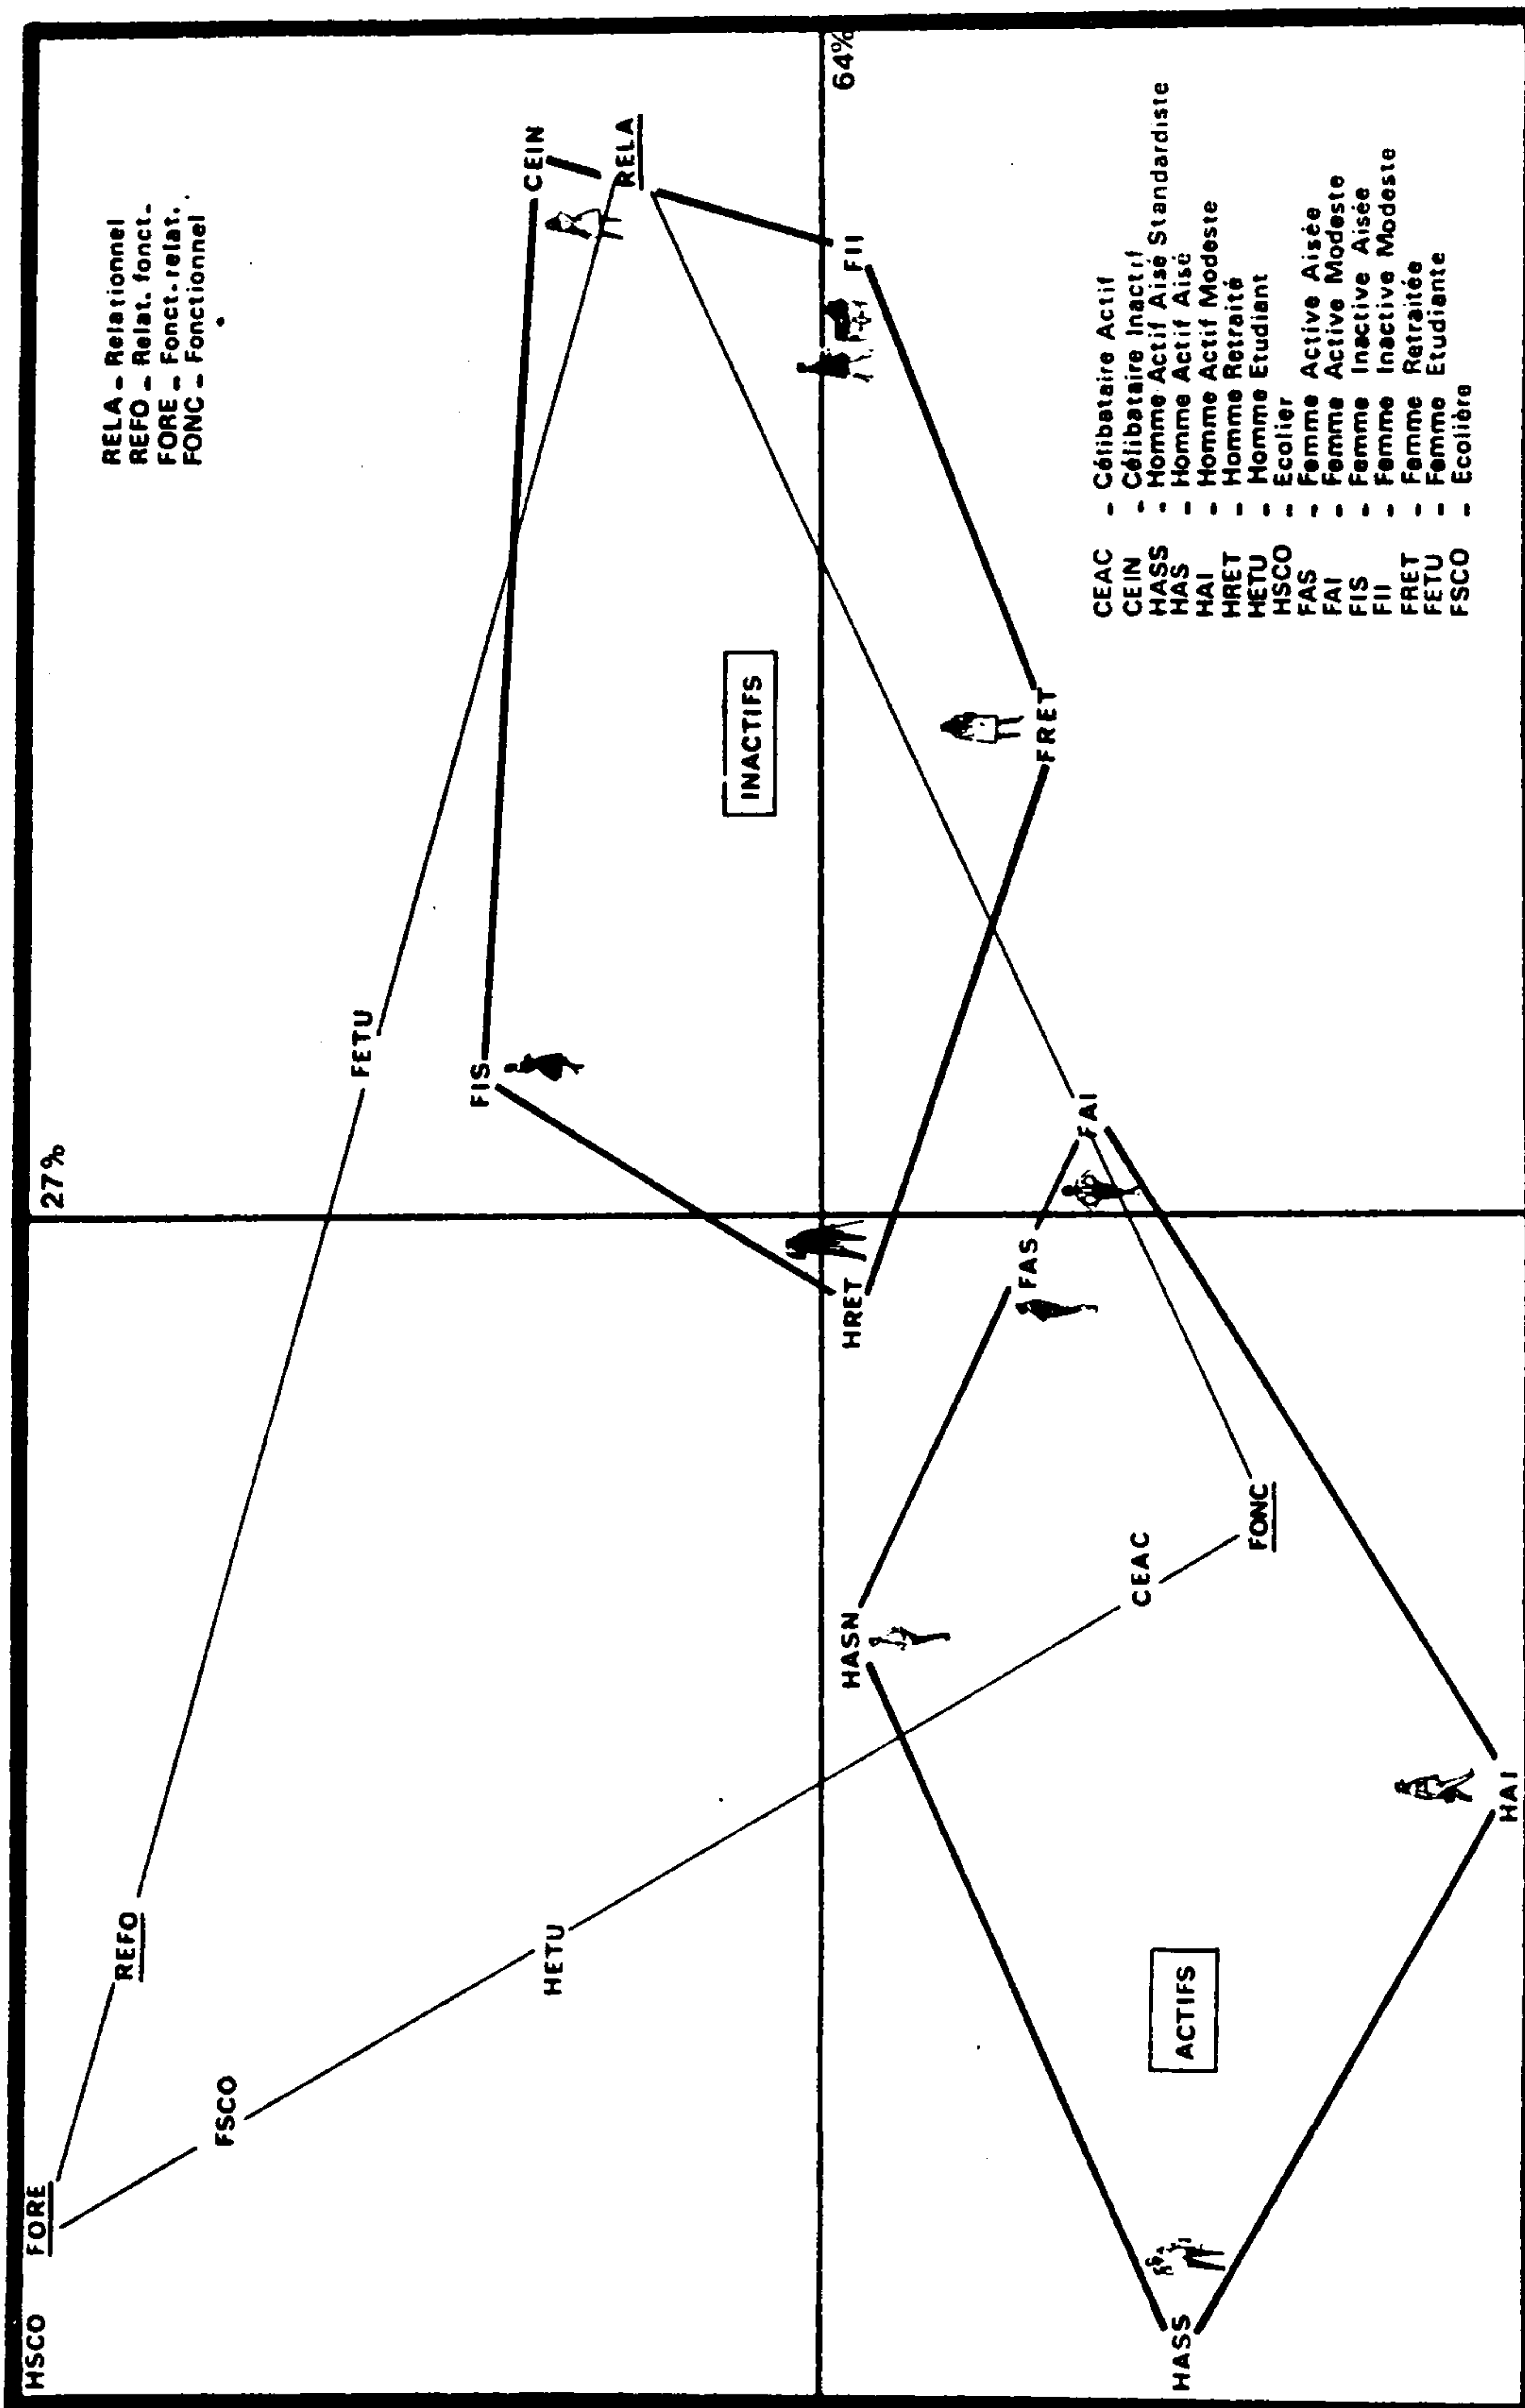 HSCO
FORE
27%
RELA – Relationnel
REFO – Relat. fonct.
FORE – Fonct. relat.
FONC – Fonctionnel
REFO
FSCO
FETU
FIS
CEIN
RELA
HETU
INACTIFS
64%
HRET
FII
HASN
FAS
FRET
FAI
CEAC
FONC
HASS
ACTIFS
HAI
CEAC – Célibataire Actif
CEIN – Célibataire Inactif
HASS – Homme Actif Aisé Standardiste
HAS – Homme Actif Aisé
HAI – Homme Actif Modeste
HRET – Homme Retraité
HETU – Homme Etudiant
HSCO – Ecolier
FAS – Femme Active Aisée
FAI – Femme Active Modeste
FIS – Femme Inactive Aisée
FII – Femme Inactive Modeste
FRET – Femme Retraitée
FETU – Femme Etudiante
FSCO – Ecolière